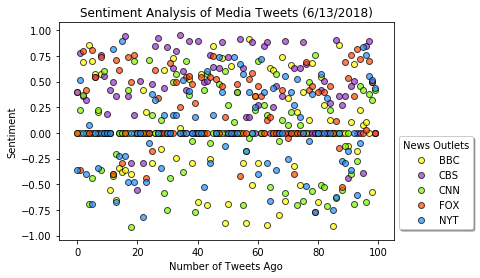 Sentiment Analysis of Media Tweets (6/13/2018)
1.00
0.75
0.50
0.25
0.00
−0.25
−0.50
−0.75
−1.00
Sentiment
0 20 40 60 80 100
Number of Tweets Ago
News Outlets
BBC
CBS
CNN
FOX
NYT